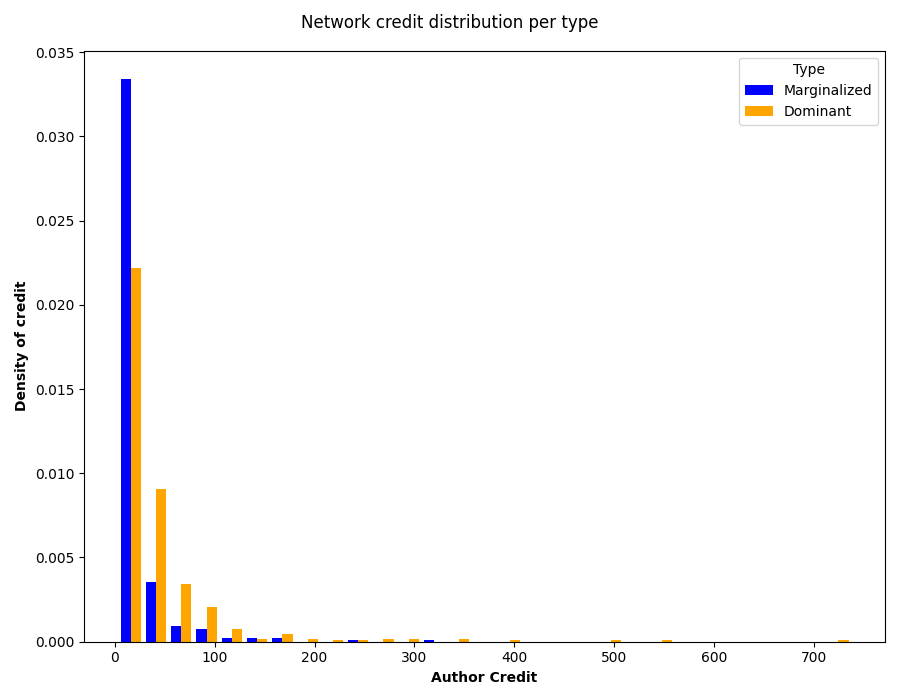 Network credit distribution per type
Type
Marginalized
Dominant
Density of credit
0.035
0.030
0.025
0.020
0.015
0.010
0.005
0.000
0 100 200 300 400 500 600 700
Author Credit